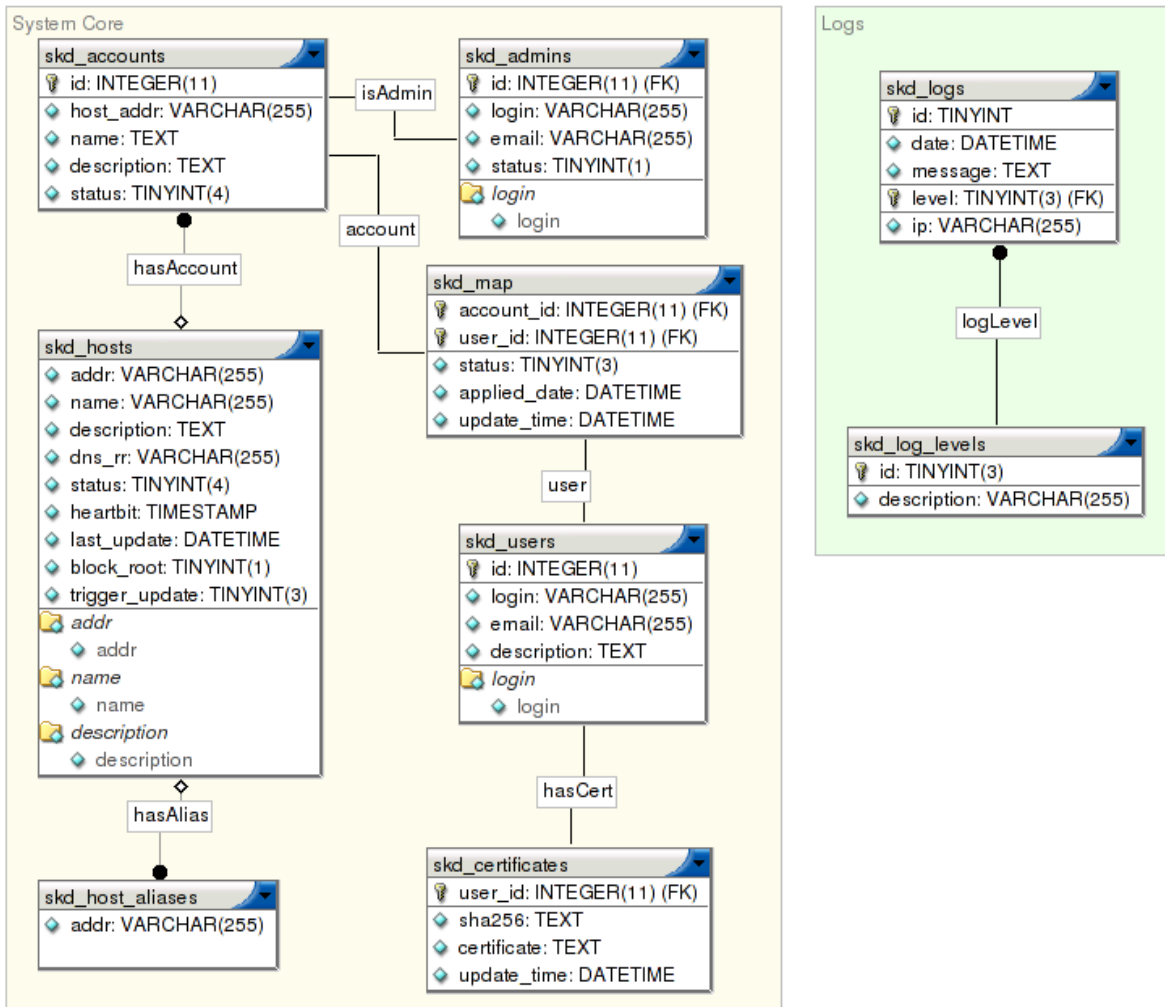 System Core
skd_accounts
id: INTEGER(11)
host_addr: VARCHAR(255)
name: TEXT
description: TEXT
status: TINYINT(4)
isAdmin
skd_admins
id: INTEGER(11) (FK)
login: VARCHAR(255)
email: VARCHAR(255)
status: TINYINT(1)
login
login
account
hasAccount
skd_map
account_id: INTEGER(11) (FK)
user_id: INTEGER(11) (FK)
status: TINYINT(3)
applied_date: DATETIME
update_time: DATETIME
skd_hosts
addr: VARCHAR(255)
name: VARCHAR(255)
description: TEXT
dns_rr: VARCHAR(255)
status: TINYINT(4)
heartbit: TIMESTAMP
last_update: DATETIME
block_root: TINYINT(1)
trigger_update: TINYINT(3)
addr
addr
name
name
description
description
user
skd_users
id: INTEGER(11)
login: VARCHAR(255)
email: VARCHAR(255)
description: TEXT
login
login
hasAlias
hasCert
skd_host_aliases
addr: VARCHAR(255)
skd_certificates
user_id: INTEGER(11) (FK)
sha256: TEXT
certificate: TEXT
update_time: DATETIME
Logs
skd_logs
id: TINYINT
date: DATETIME
message: TEXT
level: TINYINT(3) (FK)
ip: VARCHAR(255)
logLevel
skd_log_levels
id: TINYINT(3)
description: VARCHAR(255)